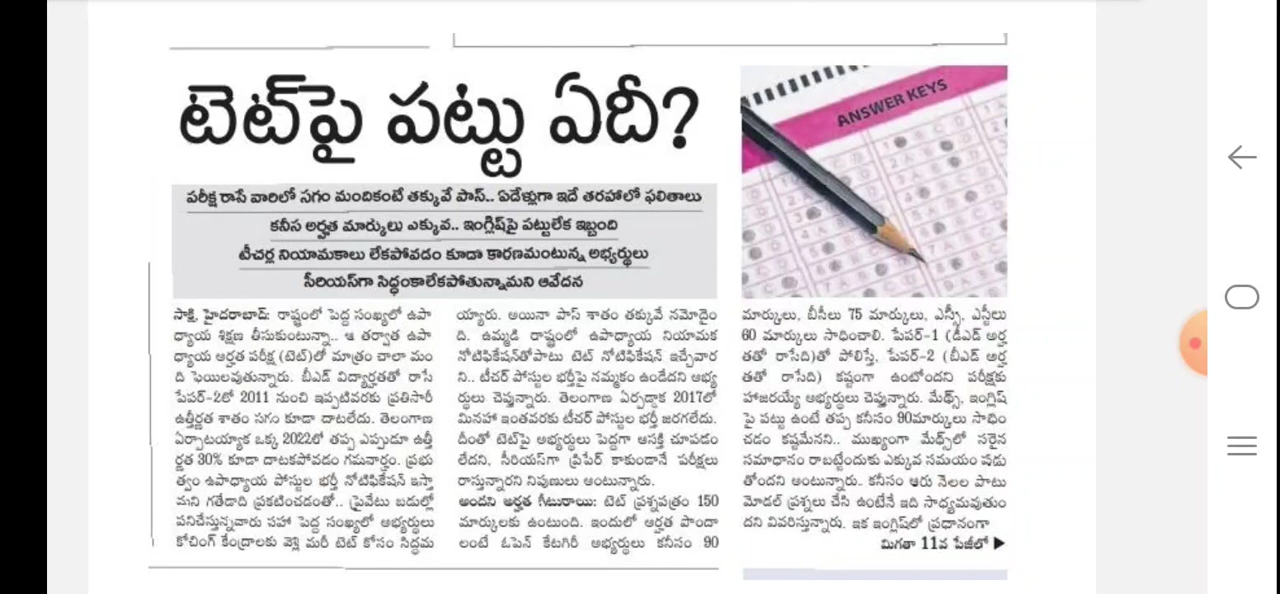 టెట్‌పై పట్టు ఏదీ?
పరీక్ష రాసే వారిలో సగం మందికంటే తక్కువే పాస్.. ఏడేళ్లుగా ఇదే తరహాలో ఫలితాలు
కనీస అర్హత మార్కులు ఎక్కువ.. ఇంగ్లిష్‌పై పట్టులేక ఇబ్బంది
టీచర్ల నియామకాలు లేకపోవడం కూడా కారణమంటున్న అభ్యర్థులు
సీరియస్‌గా సిద్ధంకాలేకపోతున్నామని ఆవేదన
ANSWER KEYS
సాక్షి, హైదరాబాద్: రాష్ట్రంలో పెద్ద సంఖ్యలో ఉపా
ధ్యాయ శిక్షణ తీసుకుంటున్నా.. ఆ తర్వాత ఉపా
ధ్యాయ అర్హత పరీక్ష (టెట్)లో మాత్రం చాలా మం
ది ఫెయిలవుతున్నారు. బీఎడ్ విద్యార్హతతో రాసే
పేపర్-2లో 2011 నుంచి ఇప్పటివరకు ప్రతిసారీ
ఉత్తీర్ణత శాతం సగం కూడా దాటలేదు. తెలంగాణ
ఏర్పాటయ్యాక ఒక్క 2022లో తప్ప ఎప్పుడూ ఉత్తీ
ర్ణత 30% కూడా దాటకపోవడం గమనార్హం. ప్రభు
త్వం ఉపాధ్యాయ పోస్టుల భర్తీ నోటిఫికేషన్ ఇస్తా
మని గతేడాది ప్రకటించడంతో.. ప్రైవేటు బడుల్లో
పనిచేస్తున్నవారు సహా పెద్ద సంఖ్యలో అభ్యర్థులు
కోచింగ్ కేంద్రాలకు వెళ్లి మరీ టెట్ కోసం సిద్ధమ
య్యారు. అయినా పాస్ శాతం తక్కువే నమోదైం
ది. ఉమ్మడి రాష్ట్రంలో ఉపాధ్యాయ నియామక
నోటిఫికేషన్‌తోపాటు టెట్ నోటిఫికేషన్ ఇచ్చేవార
ని.. టీచర్ పోస్టుల భర్తీపై నమ్మకం ఉండేదని అభ్య
ర్థులు చెప్తున్నారు. తెలంగాణ ఏర్పడ్డాక 2017లో
మినహా ఇంతవరకు టీచర్ పోస్టుల భర్తీ జరగలేదు.
దీంతో టెట్‌పై అభ్యర్థులు పెద్దగా ఆసక్తి చూపడం
లేదని, సీరియస్‌గా ప్రిపేర్ కాకుండానే పరీక్షలు
రాస్తున్నారని నిపుణులు అంటున్నారు.
అందని అర్హత గీటురాయి: టెట్ ప్రశ్నపత్రం 150
మార్కులకు ఉంటుంది. ఇందులో అర్హత పొందా
లంటే ఓపెన్ కేటగిరీ అభ్యర్థులు కనీసం 90
మార్కులు, బీసీలు 75 మార్కులు, ఎస్సీ, ఎస్టీలు
60 మార్కులు సాధించాలి. పేపర్-1 (డీఎడ్ అర్హ
తతో రాసేది)తో పోలిస్తే, పేపర్-2 (బీఎడ్ అర్హ
తతో రాసేది) కష్టంగా ఉంటోందని పరీక్షకు
హాజరయ్యే అభ్యర్థులు చెప్తున్నారు. మేథ్స్, ఇంగ్లిష్
పై పట్టు ఉంటే తప్ప కనీసం 90మార్కులు సాధిం
చడం కష్టమేనని.. ముఖ్యంగా మేథ్స్‌లో సరైన
సమాధానం రాబట్టేందుకు ఎక్కువ సమయం పడు
తోందని అంటున్నారు. కనీసం ఆరు నెలల పాటు
మోడల్ ప్రశ్నలు చేసి ఉంటేనే ఇది సాధ్యమవుతుం
దని వివరిస్తున్నారు. ఇక ఇంగ్లిష్‌లో ప్రధానంగా
మిగతా 11వ పేజీలో ▶